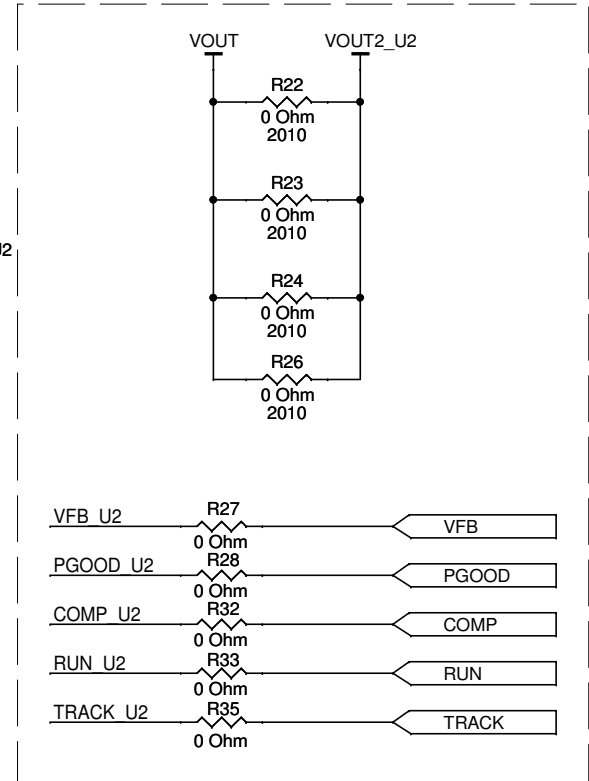 VOUT VOUT2_U2
R22
0 Ohm
2010
R23
0 Ohm
2010
J2
R24
0 Ohm
2010
R26
0 Ohm
2010
VFB_U2 R27 VFB
0 Ohm
PGOOD_U2 R28 PGOOD
0 Ohm
COMP_U2 R32 COMP
0 Ohm
RUN_U2 R33 RUN
0 Ohm
TRACK_U2 R35 TRACK
0 Ohm